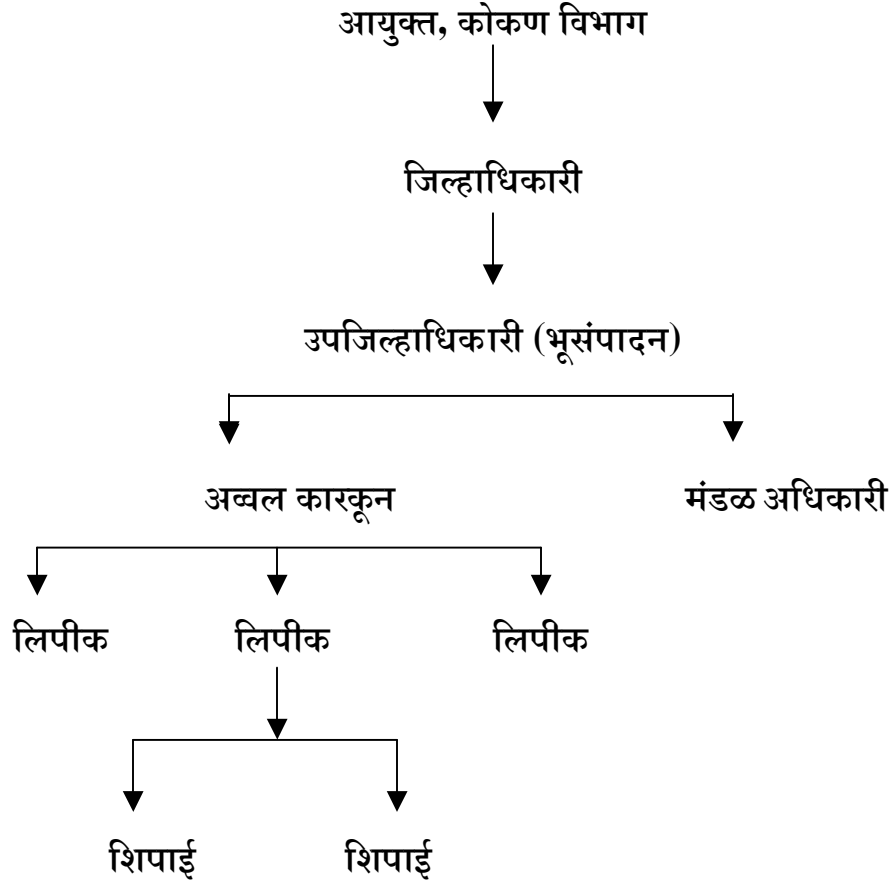 आयुक्त, कोकण विभाग
जिल्हाधिकारी
उपजिल्हाधिकारी (भूसंपादन)
अव्वल कारकून मंडळ अधिकारी
लिपीक लिपीक लिपीक
शिपाई शिपाई